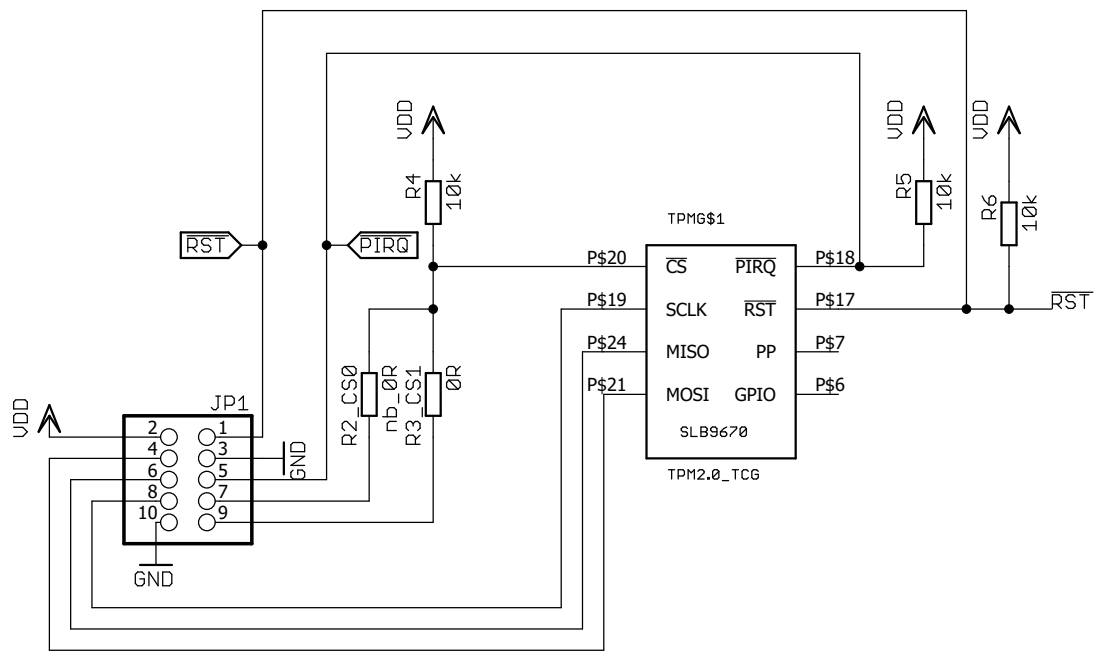 VDD
VDD
VDD
R4
10k
R5
10k
R6
10k
TPMG$1
RST
PIRQ
P$20
CS
PIRQ
P$18
P$19
SCLK
RST
P$17
RST
P$24
MISO
PP
P$7
P$21
MOSI
GPIO
P$6
SLB9670
TPM2.0_TCG
R2_CS0
nb_0R
R3_CS1
0R
VDD
JP1
2
1
4
3
GND
6
5
8
7
10
9
GND